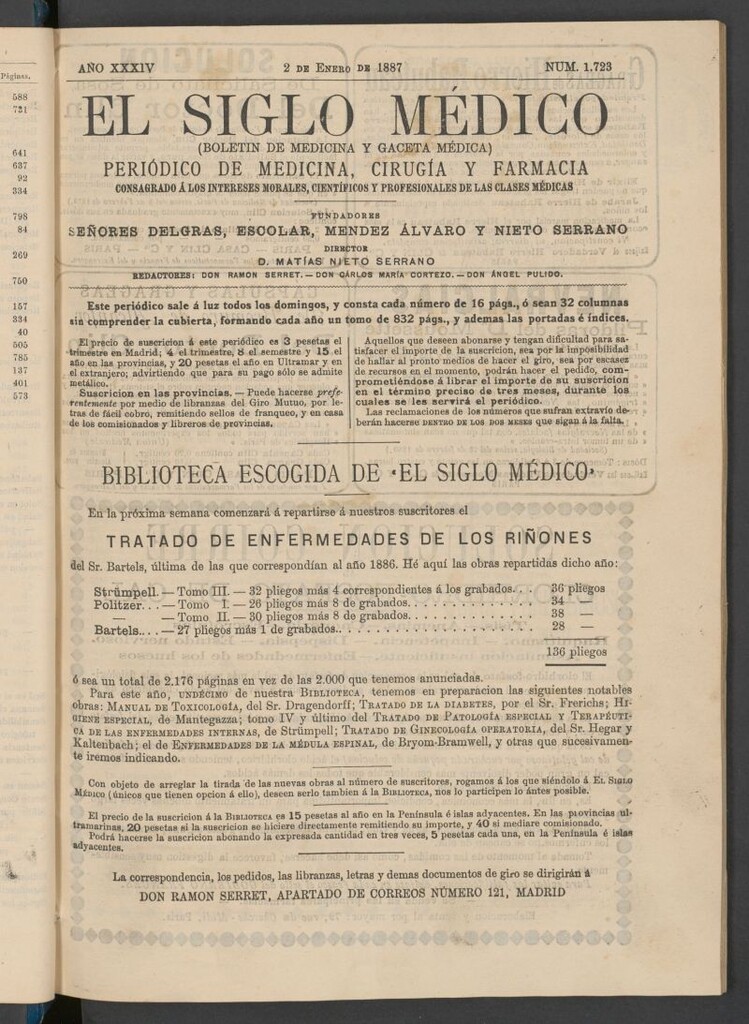 Páginas.
588
721
641
637
92
334
798
84
269
750
157
334
40
505
785
137
401
573
AÑO XXXIV 2 DE ENERO DE 1887 NUM. 1.723
EL SIGLO MÉDICO
(BOLETIN DE MEDICINA Y GACETA MÉDICA)
PERIÓDICO DE MEDICINA, CIRUGÍA Y FARMACIA
CONSAGRADO Á LOS INTERESES MORALES, CIENTÍFICOS Y PROFESIONALES DE LAS CLASES MÉDICAS
FUNDADORES
SEÑORES DELGRAS, ESCOLAR, MENDEZ ÁLVARO Y NIETO SERRANO
DIRECTOR
D. MATÍAS NIETO SERRANO
REDACTORES: DON RAMON SERRET. — DON CÁRLOS MARÍA CORTEZO. — DON ÁNGEL PULIDO.
Este periódico sale á luz todos los domingos, y consta cada número de 16 págs., ó sean 32 columnas
sin comprender la cubierta, formando cada año un tomo de 832 págs., y ademas las portadas é índices.
El precio de suscricion á este periódico es 3 pesetas el
trimestre en Madrid; 4 el trimestre, 8 el semestre y 15 el
año en las provincias, y 20 pesetas al año en Ultramar y en
el extranjero; advirtiendo que para su pago sólo se admite
metálico.
Suscricion en las provincias. — Puede hacerse prefe-
rentemente por medio de libranzas del Giro Mutuo, por le-
tras de fácil cobro, remitiendo sellos de franqueo, y en casa
de los comisionados y libreros de provincias.
Aquellos que deseen abonarse y tengan dificultad para sa-
tisfacer el importe de la suscricion, sea por la imposibilidad
de hallar al pronto medios de hacer el giro, sea por escasez
de recursos en el momento, podrán hacer el pedido, com-
prometiéndose á librar el importe de su suscricion
en el término preciso de tres meses, durante los
cuales se les servirá el periódico.
Las reclamaciones de los números que sufran extravío de-
berán hacerse DENTRO DE LOS DOS MESES que sigan á la falta.
BIBLIOTECA ESCOGIDA DE «EL SIGLO MÉDICO»
En la próxima semana comenzará á repartirse á nuestros suscritores el
TRATADO DE ENFERMEDADES DE LOS RIÑONES
del Sr. Bartels, última de las que correspondían al año 1886. Hé aquí las obras repartidas dicho año:
Strümpell. — Tomo III. — 32 pliegos más 4 correspondientes á los grabados. . . 36 pliegos
Politzer. . . — Tomo I. — 26 pliegos más 8 de grabados. . . . . . . . . . . . . 34 —
— — Tomo II. — 30 pliegos más 8 de grabados. . . . . . . . . . . . . 38 —
Bartels. . . — 27 pliegos más 1 de grabados. . . . . . . . . . . . . . . . . . . . 28 —
136 pliegos
ó sea un total de 2.176 páginas en vez de las 2.000 que tenemos anunciadas.
Para este año, UNDÉCIMO de nuestra BIBLIOTECA, tenemos en preparacion las siguientes notables
obras: MANUAL DE TOXICOLOGÍA, del Sr. Dragendorff; TRATADO DE LA DIABETES, por el Sr. Frerichs; HI-
GIENE ESPECIAL, de Mantegazza; tomo IV y último del TRATADO DE PATOLOGÍA ESPECIAL Y TERAPÉUTI-
CA DE LAS ENFERMEDADES INTERNAS, de Strümpell; TRATADO DE GINECOLOGÍA OPERATORIA, del Sr. Hegar y
Kaltenbach; el de ENFERMEDADES DE LA MÉDULA ESPINAL, de Bryom-Bramwell, y otras que sucesivamen-
te iremos indicando.
Con objeto de arreglar la tirada de las nuevas obras al número de suscritores, rogamos á los que siéndolo á EL SIGLO
MÉDICO (únicos que tienen opcion á ello), deseen serlo tambien á la BIBLIOTECA, nos lo participen lo ántes posible.
El precio de la suscricion á la BIBLIOTECA es 15 pesetas al año en la Península é islas adyacentes. En las provincias ul-
tramarinas, 20 pesetas si la suscricion se hiciere directamente remitiendo su importe, y 40 si mediare comisionado.
Podrá hacerse la suscricion abonando la expresada cantidad en tres veces, 5 pesetas cada una, en la Península é islas
adyacentes.
La correspondencia, los pedidos, las libranzas, letras y demas documentos de giro se dirigirán á
DON RAMON SERRET, APARTADO DE CORREOS NÚMERO 121, MADRID